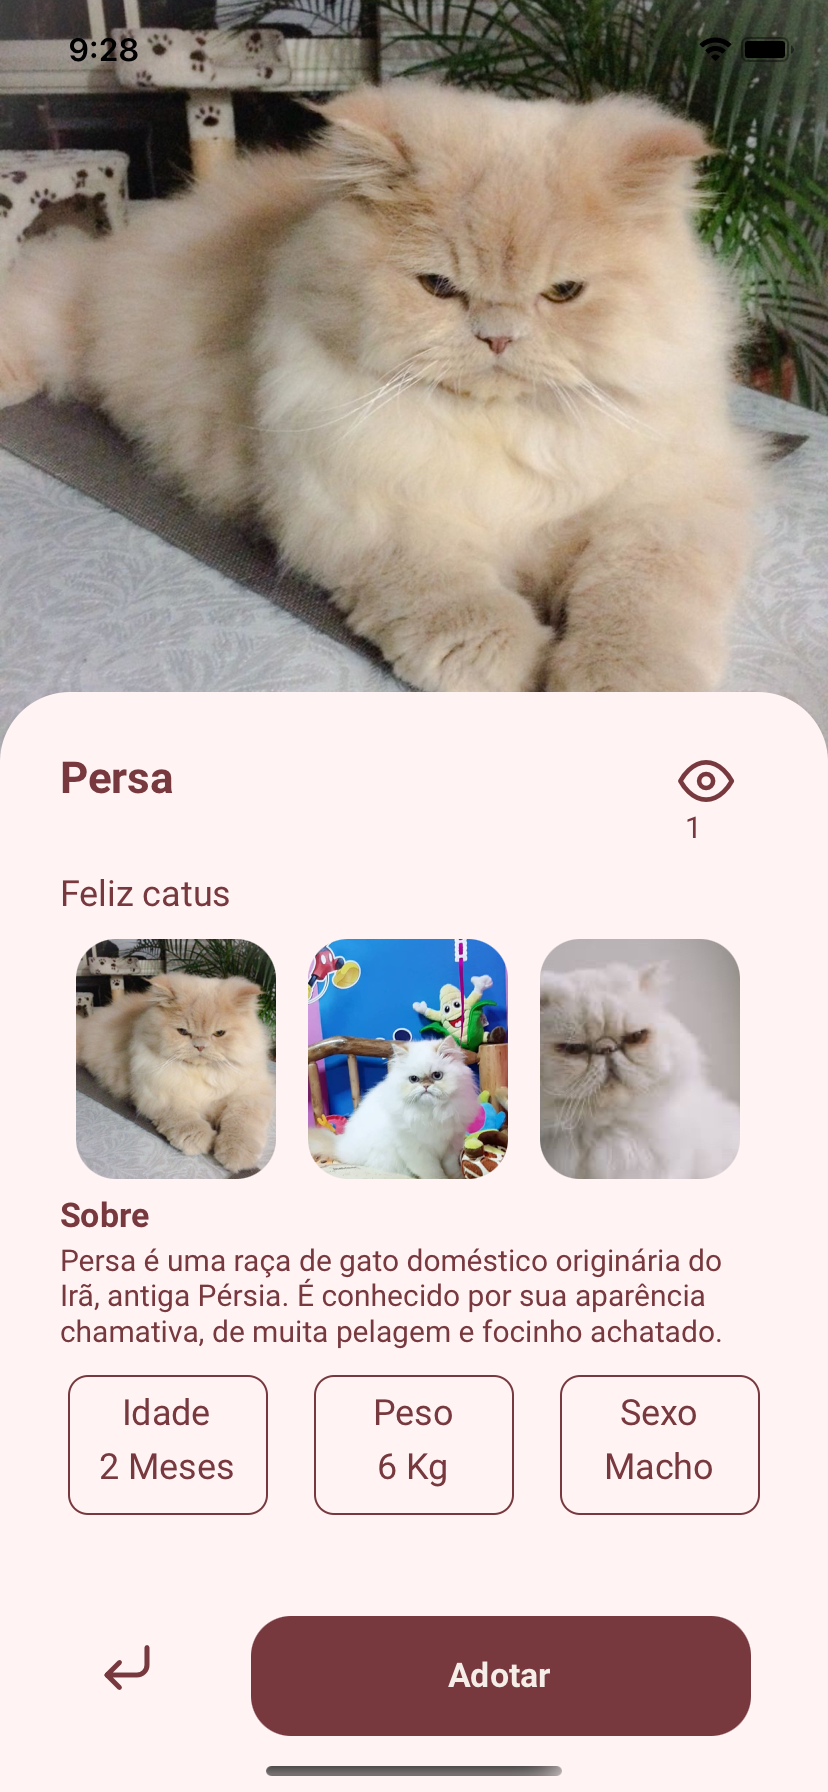 9:28
Persa
1
Feliz catus
Sobre
Persa é uma raça de gato doméstico originária do
Irã, antiga Pérsia. É conhecido por sua aparência
chamativa, de muita pelagem e focinho achatado.
Idade
2 Meses
Peso
6 Kg
Sexo
Macho
Adotar